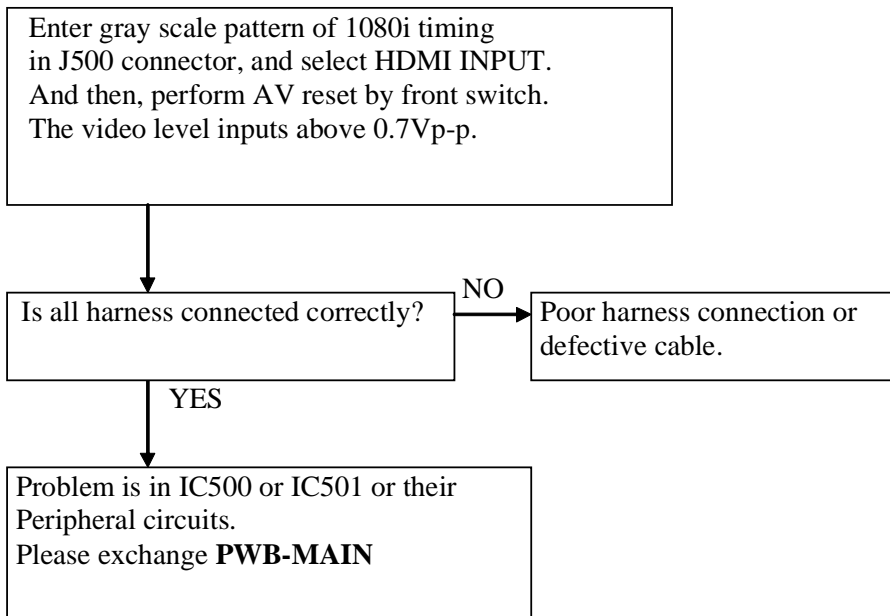 Enter gray scale pattern of 1080i timing
in J500 connector, and select HDMI INPUT.
And then, perform AV reset by front switch.
The video level inputs above 0.7Vp-p.
Is all harness connected correctly?
NO
Poor harness connection or
defective cable.
YES
Problem is in IC500 or IC501 or their
Peripheral circuits.
Please exchange PWB-MAIN